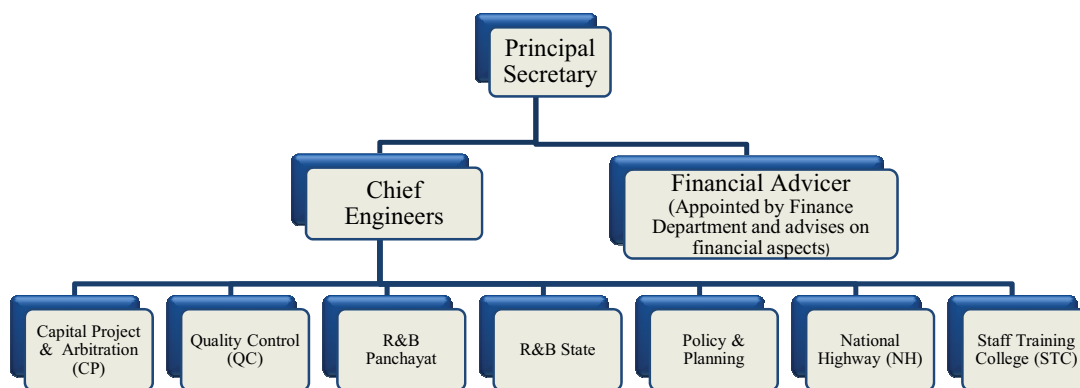 Principal
Secretary
Chief
Engineers
Financial Advicer
(Appointed by Finance
Department and advises on
financial aspects)
Capital Project
& Arbitration
(CP)
Quality Control
(QC)
R&B
Panchayat
R&B State
Policy &
Planning
National
Highway (NH)
Staff Training
College (STC)